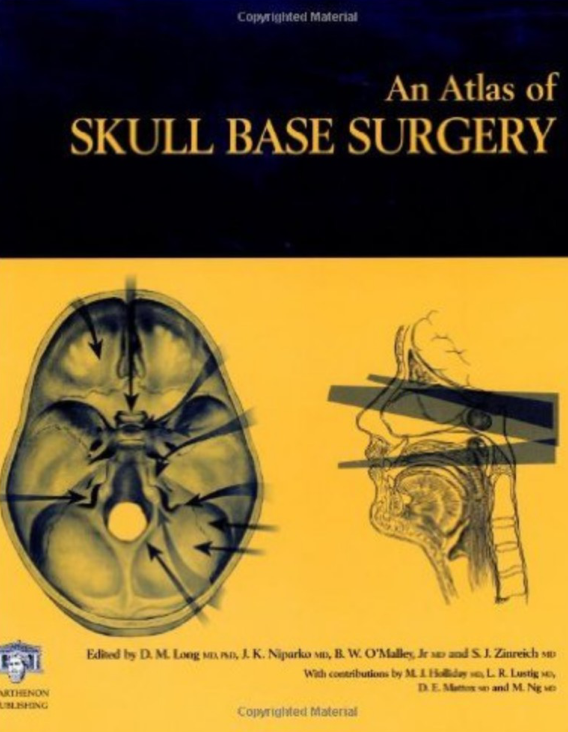 Copyrighted Material
An Atlas of
SKULL BASE SURGERY
Edited by D. M. Long MD, PhD, J. K. Niparko MD, B. W. O'Malley, Jr MD and S. J. Zinreich MD
With contributions by M. J. Holliday MD, L. R. Lustig MD,
D. E. Mattox MD and M. Ng MD
ARTHENON
UBLISHING
Copyrighted Material